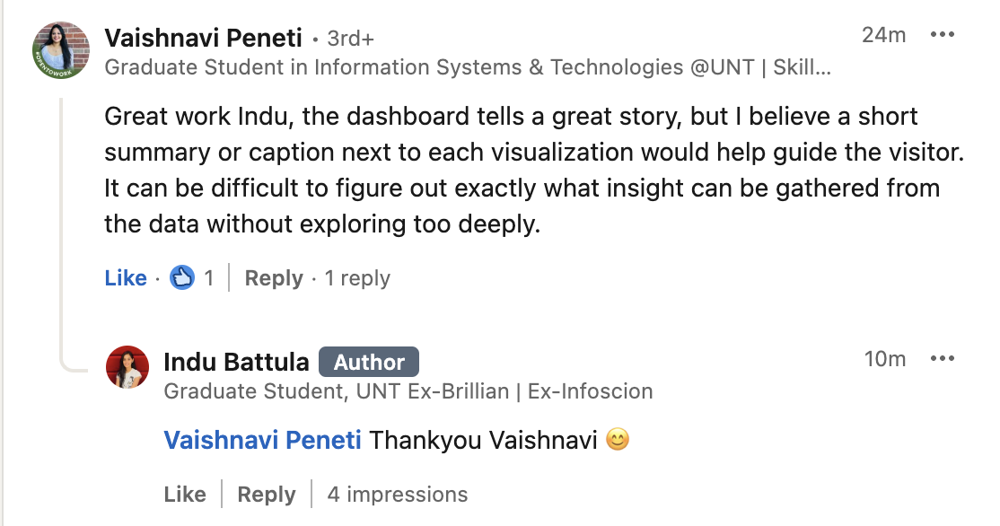 Vaishnavi Peneti • 3rd+ 24m •••
Graduate Student in Information Systems & Technologies @UNT | Skill...
Great work Indu, the dashboard tells a great story, but I believe a short
summary or caption next to each visualization would help guide the visitor.
It can be difficult to figure out exactly what insight can be gathered from
the data without exploring too deeply.
Like · 1 | Reply · 1 reply
Indu Battula Author 10m •••
Graduate Student, UNT Ex-Brillian | Ex-Infoscion
Vaishnavi Peneti Thankyou Vaishnavi 😊
Like | Reply | 4 impressions
#OPENTOWORK